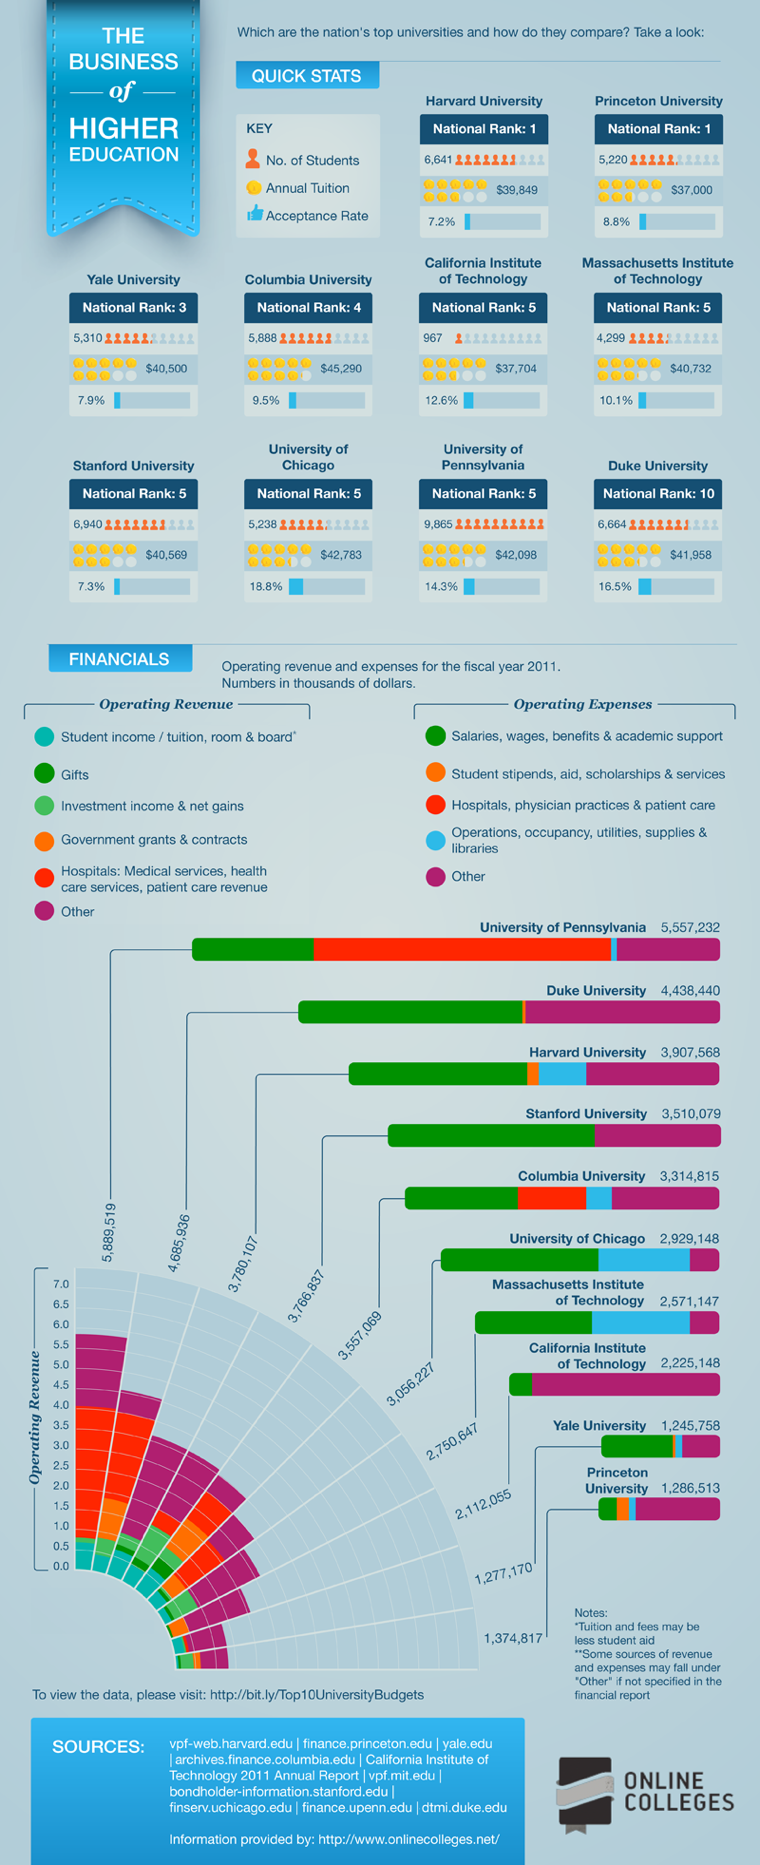 THE
BUSINESS
of
HIGHER
EDUCATION
Which are the nation's top universities and how do they compare? Take a look:
QUICK STATS
KEY
No. of Students
Annual Tuition
Acceptance Rate
Harvard University
National Rank: 1
6,641
$39,849
7.2%
Princeton University
National Rank: 1
5,220
$37,000
8.8%
Yale University
National Rank: 3
5,310
$40,500
7.9%
Columbia University
National Rank: 4
5,888
$45,290
9.5%
California Institute
of Technology
National Rank: 5
967
$37,704
12.6%
Massachusetts Institute
of Technology
National Rank: 5
4,299
$40,732
10.1%
Stanford University
National Rank: 5
6,940
$40,569
7.3%
University of
Chicago
National Rank: 5
5,238
$42,783
18.8%
University of
Pennsylvania
National Rank: 5
9,865
$42,098
14.3%
Duke University
National Rank: 10
6,664
$41,958
16.5%
FINANCIALS
Operating revenue and expenses for the fiscal year 2011.
Numbers in thousands of dollars.
Operating Revenue
Student income / tuition, room & board*
Gifts
Investment income & net gains
Government grants & contracts
Hospitals: Medical services, health
care services, patient care revenue
Other
Operating Expenses
Salaries, wages, benefits & academic support
Student stipends, aid, scholarships & services
Hospitals, physician practices & patient care
Operations, occupancy, utilities, supplies &
libraries
Other
University of Pennsylvania 5,557,232
Duke University 4,438,440
Harvard University 3,907,568
Stanford University 3,510,079
Columbia University 3,314,815
University of Chicago 2,929,148
Massachusetts Institute
of Technology 2,571,147
California Institute
of Technology 2,225,148
Yale University 1,245,758
Princeton
University 1,286,513
5,889,519
4,685,936
3,780,107
3,766,837
3,557,069
3,056,227
2,750,647
2,112,055
1,277,170
1,374,817
Operating Revenue
7.0
6.5
6.0
5.5
5.0
4.5
4.0
3.5
3.0
2.5
2.0
1.5
1.0
0.5
0.0
Notes:
*Tuition and fees may be
less student aid
**Some sources of revenue
and expenses may fall under
"Other" if not specified in the
financial report
To view the data, please visit: http://bit.ly/Top10UniversityBudgets
SOURCES:
vpf-web.harvard.edu | finance.princeton.edu | yale.edu
| archives.finance.columbia.edu | California Institute of
Technology 2011 Annual Report | vpf.mit.edu |
bondholder-information.stanford.edu |
finserv.uchicago.edu | finance.upenn.edu | dtmi.duke.edu
Information provided by: http://www.onlinecolleges.net/
ONLINE
COLLEGES